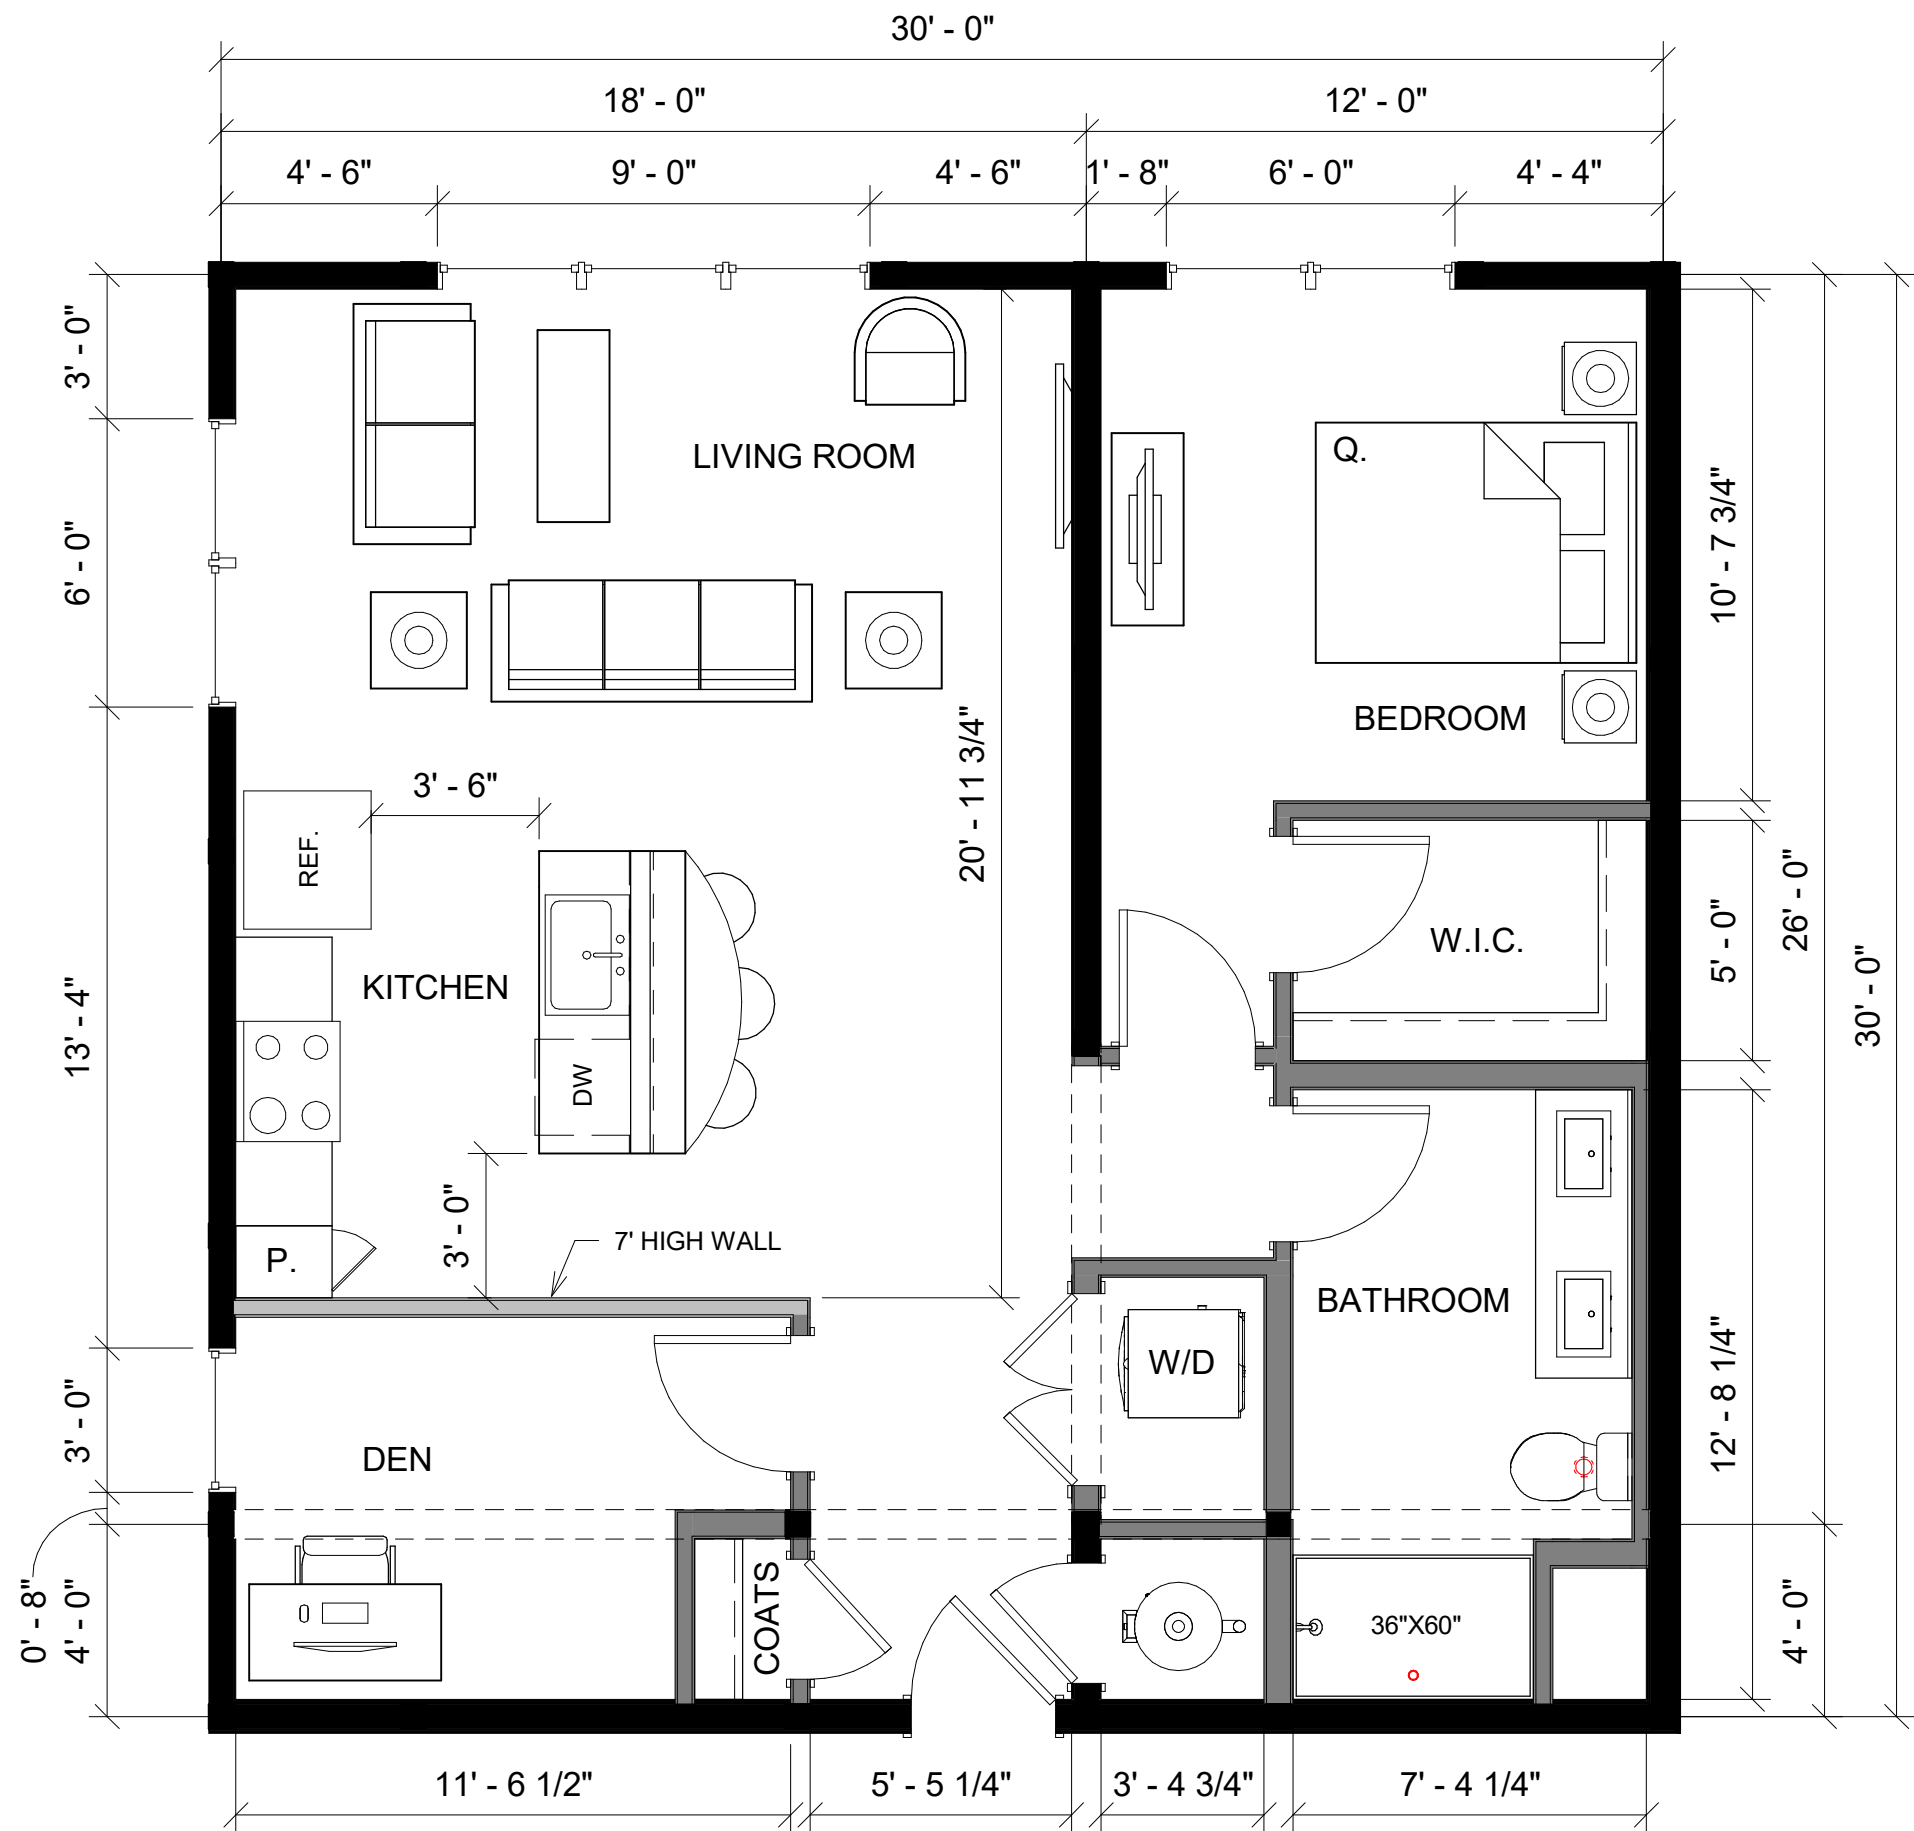 30' - 0"
18' - 0"
12' - 0"
4' - 6"
9' - 0"
4' - 6"
1' - 8"
6' - 0"
4' - 4"
3' - 0"
6' - 0"
13' - 4"
3' - 0"
0' - 8"
4' - 0"
LIVING ROOM
Q.
BEDROOM
10' - 7 3/4"
20' - 11 3/4"
3' - 6"
REF.
KITCHEN
DW
W.I.C.
5' - 0"
26' - 0"
30' - 0"
3' - 0"
7' HIGH WALL
P.
BATHROOM
W/D
12' - 8 1/4"
DEN
COATS
36"X60"
4' - 0"
11' - 6 1/2"
5' - 5 1/4"
3' - 4 3/4"
7' - 4 1/4"